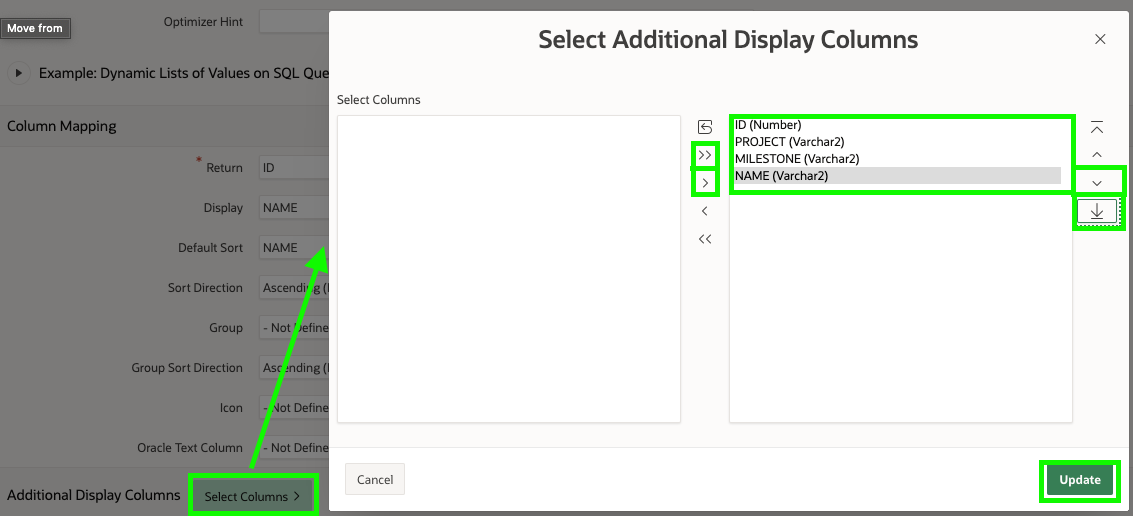 Optimizer Hint
Move from
Select Additional Display Columns
Example: Dynamic Lists of Values on SQL Que
Select Columns
Column Mapping
ID (Number)
PROJECT (Varchar2)
MILESTONE (Varchar2)
NAME (Varchar2)
* Return ID
Display NAME
Default Sort NAME
Sort Direction Ascending (
Group - Not Define
Group Sort Direction Ascending (
Icon - Not Define
Oracle Text Column - Not Define
Additional Display Columns Select Columns
Cancel
Update